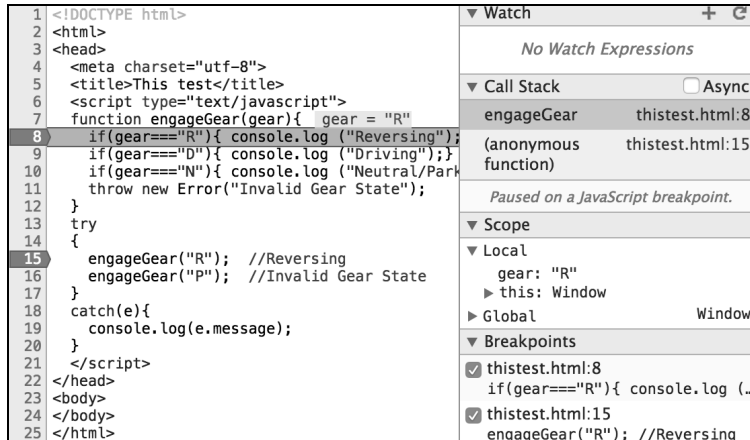 1 <!DOCTYPE html>
2 <html>
3 <head>
4 <meta charset="utf-8">
5 <title>This test</title>
6 <script type="text/javascript">
7 function engageGear(gear){ gear = "R"
8 if(gear==="R"){ console.log ("Reversing");
9 if(gear==="D"){ console.log ("Driving");}
10 if(gear==="N"){ console.log ("Neutral/Park
11 throw new Error("Invalid Gear State");
12 }
13 try
14 {
15 engageGear("R"); //Reversing
16 engageGear("P"); //Invalid Gear State
17 }
18 catch(e){
19 console.log(e.message);
20 }
21 </script>
22 </head>
23 <body>
24 </body>
25 </html>
Watch
No Watch Expressions
Call Stack Async
engageGear thistest.html:8
(anonymous thistest.html:15
function)
Paused on a JavaScript breakpoint.
Scope
Local
gear: "R"
this: Window
Global Window
Breakpoints
thistest.html:8
if(gear==="R"){ console.log (…
thistest.html:15
engageGear("R"); //Reversing